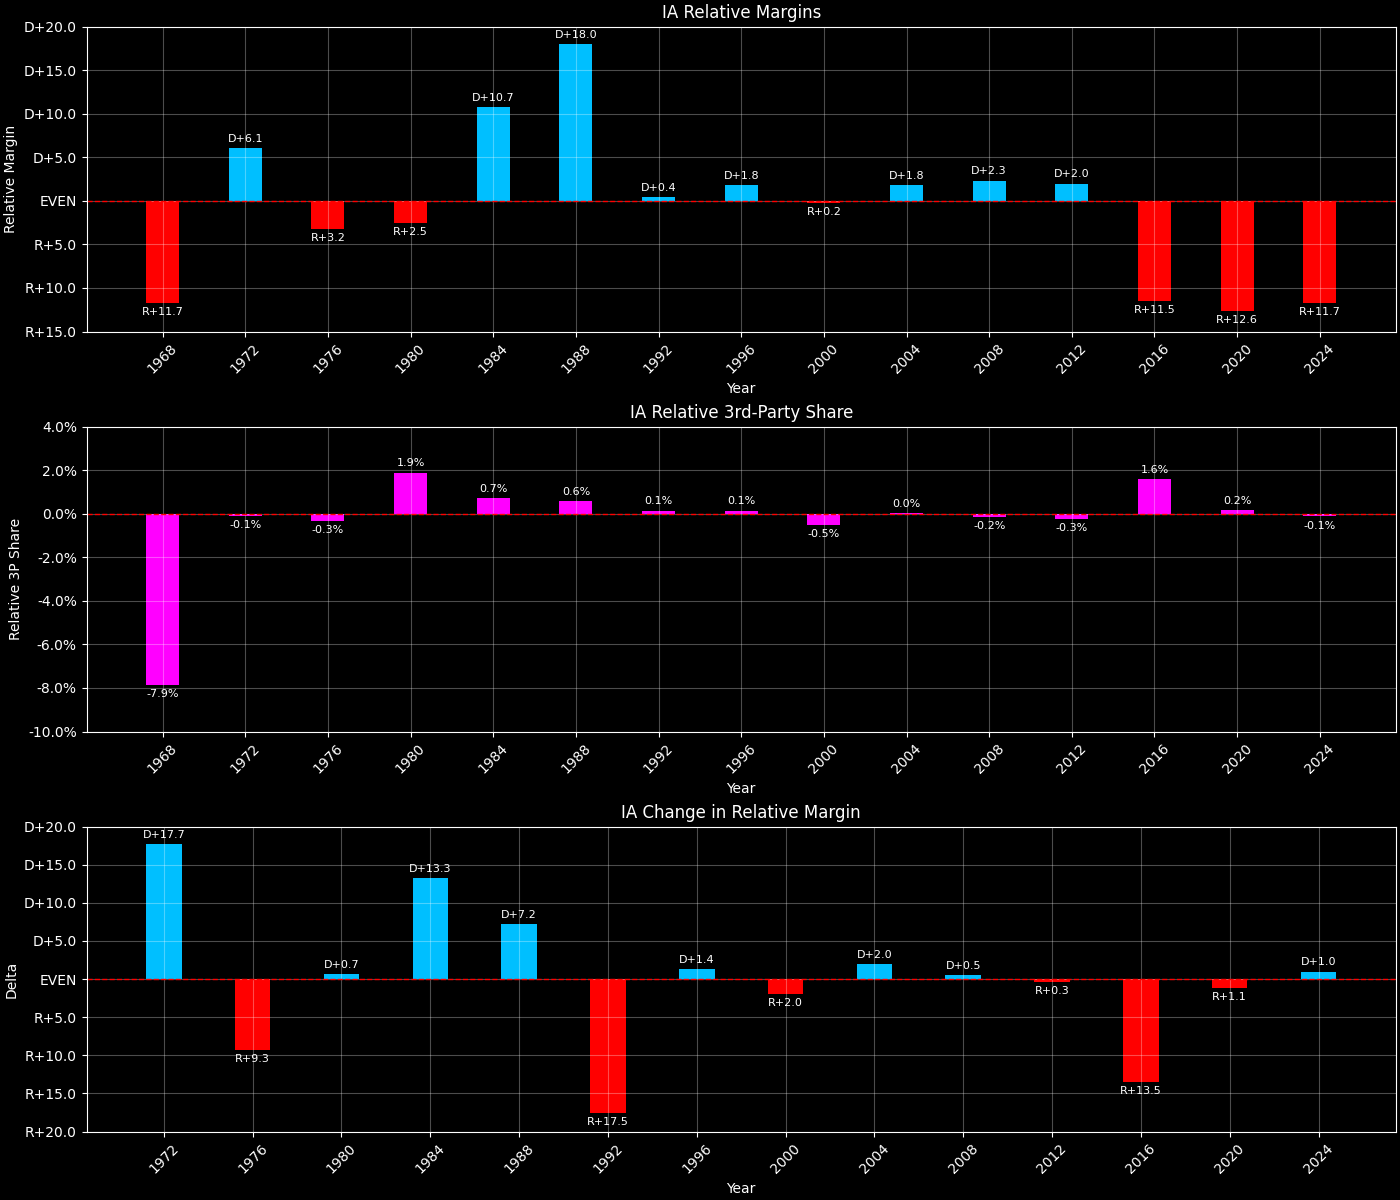 IA Relative Margins
Relative Margin
D+20.0
D+15.0
D+10.0
D+5.0
EVEN
R+5.0
R+10.0
R+15.0
R+11.7
D+6.1
R+3.2
R+2.5
D+10.7
D+18.0
D+0.4
D+1.8
R+0.2
D+1.8
D+2.3
D+2.0
R+11.5
R+12.6
R+11.7
1968 1972 1976 1980 1984 1988 1992 1996 2000 2004 2008 2012 2016 2020 2024
Year
IA Relative 3rd-Party Share
Relative 3P Share
4.0%
2.0%
0.0%
-2.0%
-4.0%
-6.0%
-8.0%
-10.0%
-7.9%
-0.1%
-0.3%
1.9%
0.7%
0.6%
0.1%
0.1%
-0.5%
0.0%
-0.2%
-0.3%
1.6%
0.2%
-0.1%
1968 1972 1976 1980 1984 1988 1992 1996 2000 2004 2008 2012 2016 2020 2024
Year
IA Change in Relative Margin
Delta
D+20.0
D+15.0
D+10.0
D+5.0
EVEN
R+5.0
R+10.0
R+15.0
R+20.0
D+17.7
R+9.3
D+0.7
D+13.3
D+7.2
R+17.5
D+1.4
R+2.0
D+2.0
D+0.5
R+0.3
R+13.5
R+1.1
D+1.0
1972 1976 1980 1984 1988 1992 1996 2000 2004 2008 2012 2016 2020 2024
Year